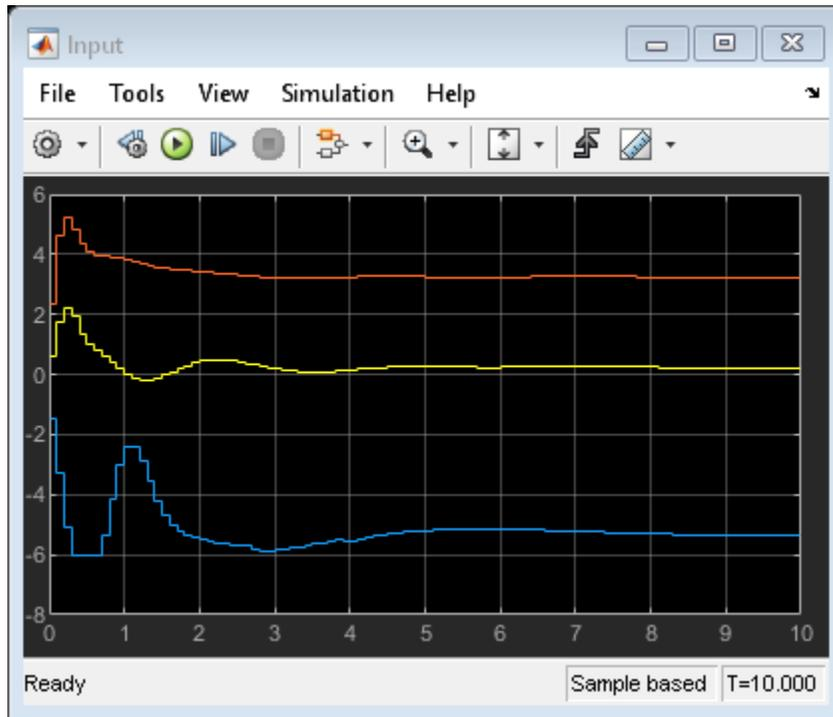 Input
File Tools View Simulation Help
6
4
2
0
-2
-4
-6
-8
0 1 2 3 4 5 6 7 8 9 10
Ready Sample based T=10.000